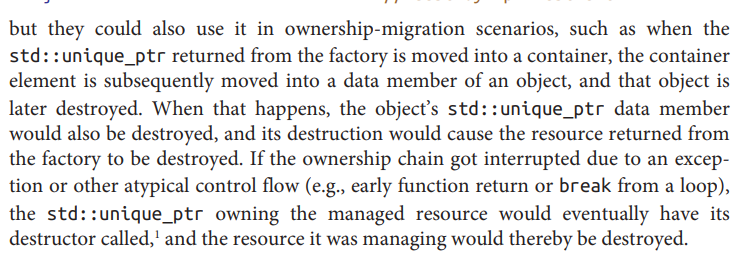 but they could also use it in ownership-migration scenarios, such as when the
std::unique_ptr returned from the factory is moved into a container, the container
element is subsequently moved into a data member of an object, and that object is
later destroyed. When that happens, the object’s std::unique_ptr data member
would also be destroyed, and its destruction would cause the resource returned from
the factory to be destroyed. If the ownership chain got interrupted due to an excep-
tion or other atypical control flow (e.g., early function return or break from a loop),
the std::unique_ptr owning the managed resource would eventually have its
destructor called,¹ and the resource it was managing would thereby be destroyed.